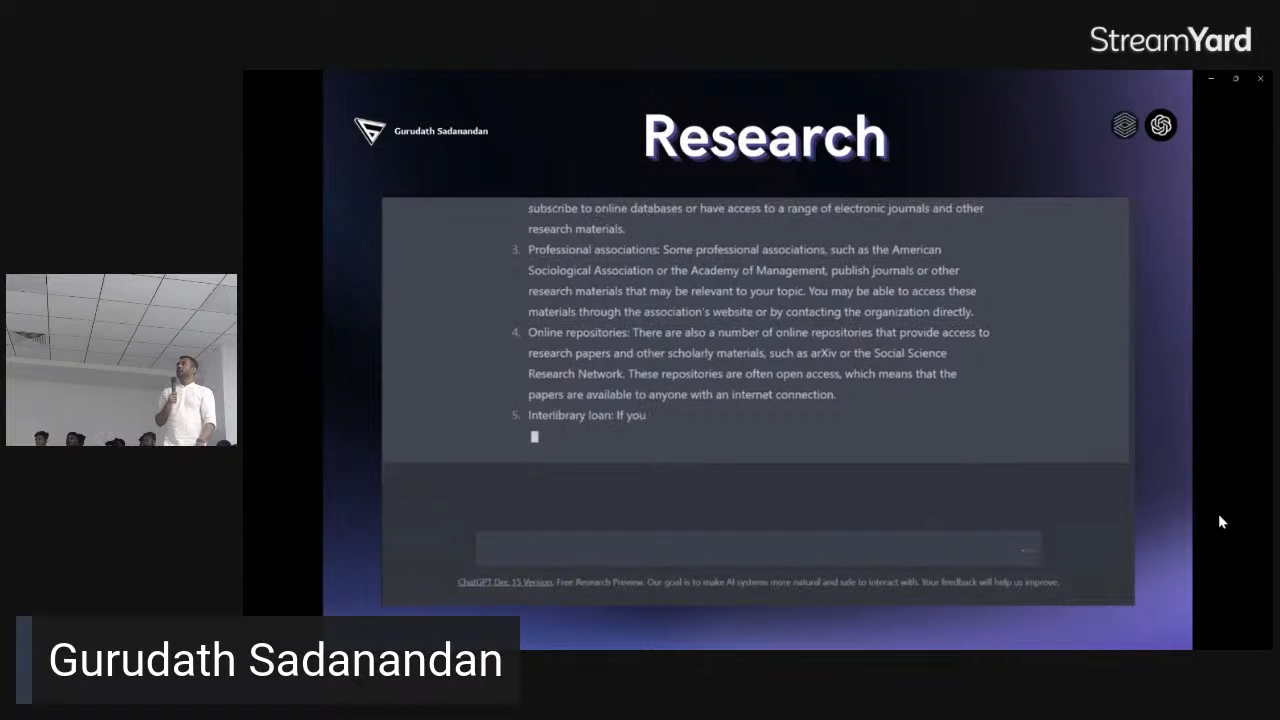 StreamYard
Gurudath Sadanandan
Research
subscribe to online databases or have access to a range of electronic journals and other
research materials.
3. Professional associations: Some professional associations, such as the American
Sociological Association or the Academy of Management, publish journals or other
research materials that may be relevant to your topic. You may be able to access these
materials through the association's website or by contacting the organization directly.
4. Online repositories: There are also a number of online repositories that provide access to
research papers and other scholarly materials, such as arXiv or the Social Science
Research Network. These repositories are often open access, which means that the
papers are available to anyone with an internet connection.
5. Interlibrary loan: If you
ChatGPT Dec 15 Version. Free Research Preview. Our goal is to make AI systems more natural and safe to interact with. Your feedback will help us improve.
Gurudath Sadanandan